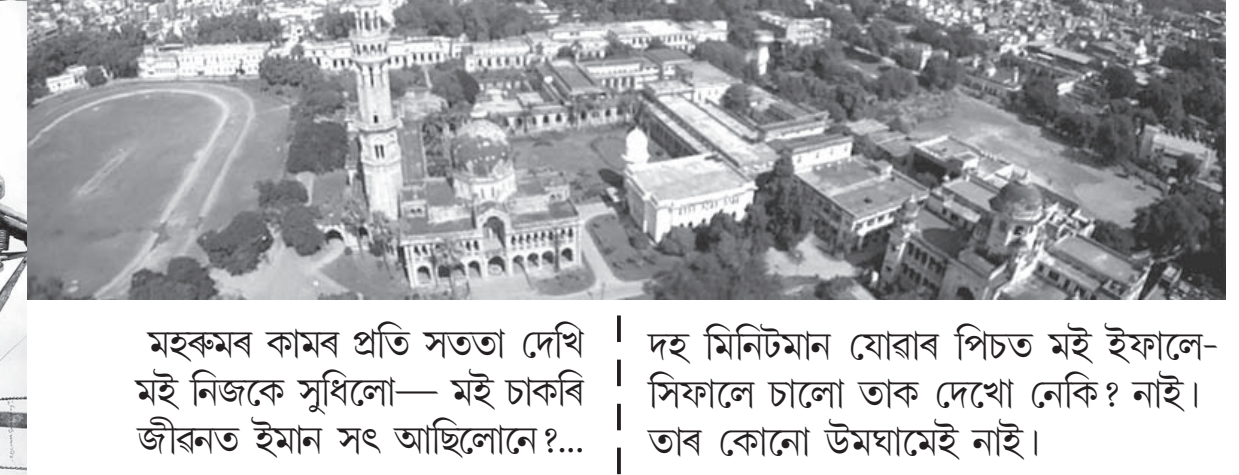 মহৰুমৰ কামৰ প্ৰতি সততা দেখি
মই নিজকে সুধিলো— মই চাকৰি
জীৱনত ইমান সৎ আছিলোনে?...
দহ মিনিটমান যোৱাৰ পিচত মই ইফালে-
সিফালে চালো তাক দেখো নেকি? নাই।
তাৰ কোনো উমঘামেই নাই।